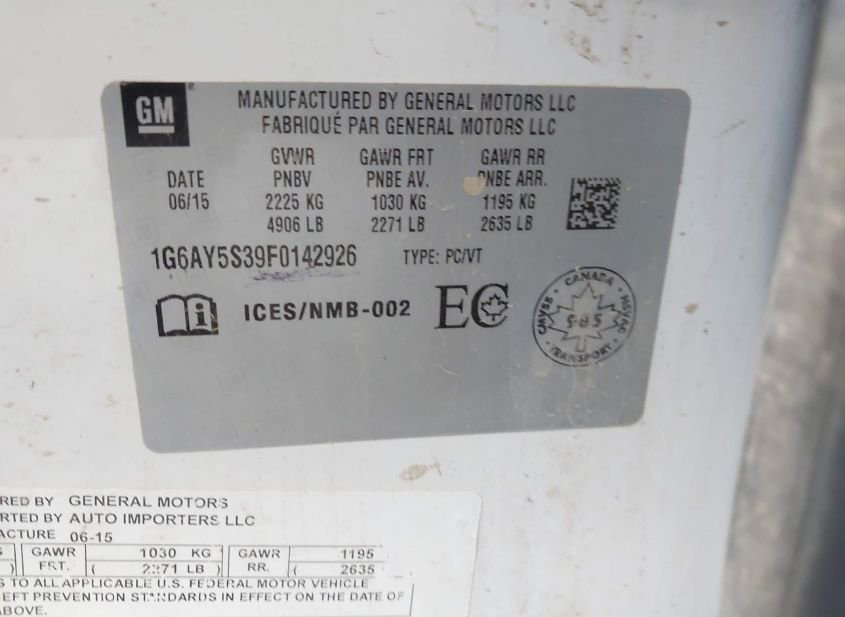 GM
MANUFACTURED BY GENERAL MOTORS LLC
FABRIQUÉ PAR GENERAL MOTORS LLC
GVWR GAWR FRT GAWR RR
DATE PNBV PNBE AV. PNBE ARR.
06/15 2225 KG 1030 KG 1195 KG
4906 LB 2271 LB 2635 LB
1G6AY5S39F0142926 TYPE: PC/VT
ICES/NMB-002 EC
CANADA
CMVSS NSVAC
TRANSPORT
RED BY GENERAL MOTORS
RTED BY AUTO IMPORTERS LLC
ACTURE 06-15
GAWR 1030 KG GAWR 1195
) FRT. ( 2271 LB ) RR. ( 2635
S TO ALL APPLICABLE U.S. FEDERAL MOTOR VEHICLE
EFT PREVENTION STANDARDS IN EFFECT ON THE DATE OF
ABOVE.